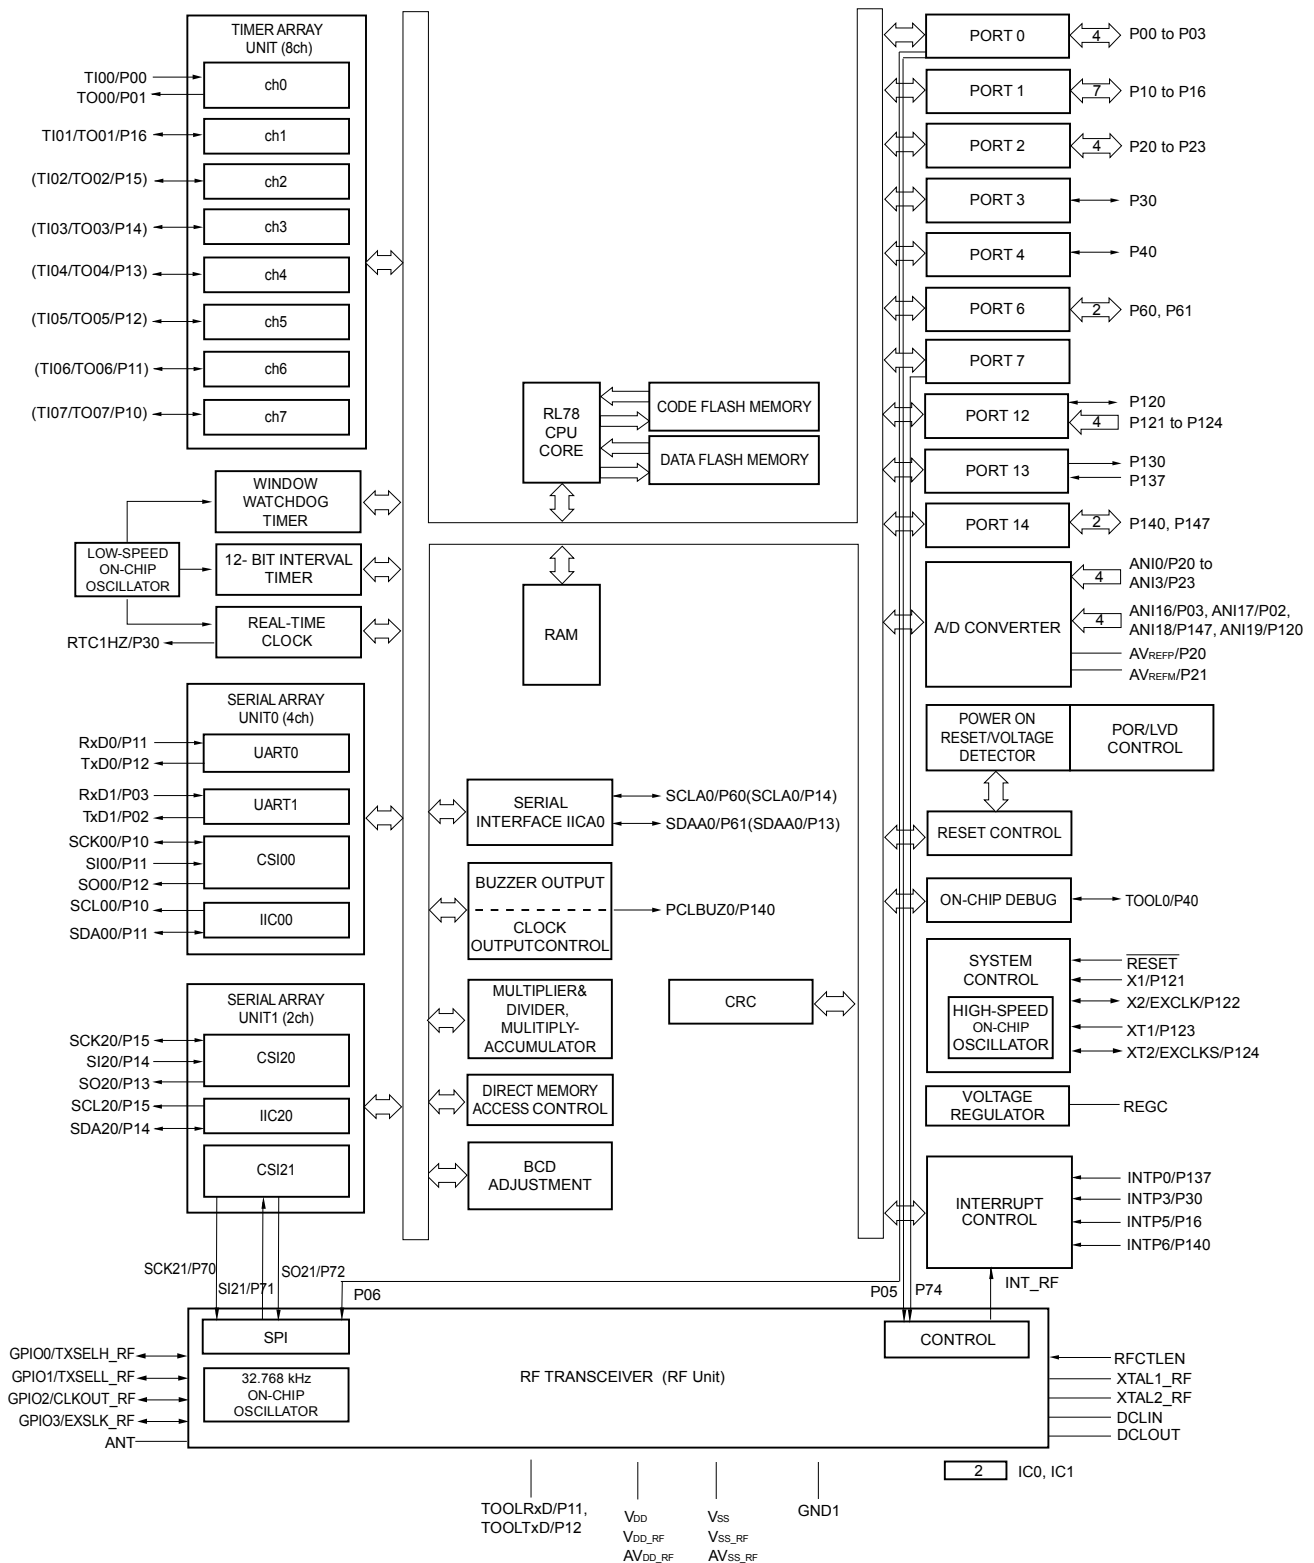 TIMER ARRAY
UNIT (8ch)
TI00/P00
TO00/P01
ch0
TI01/TO01/P16
ch1
(TI02/TO02/P15)
ch2
(TI03/TO03/P14)
ch3
(TI04/TO04/P13)
ch4
(TI05/TO05/P12)
ch5
(TI06/TO06/P11)
ch6
(TI07/TO07/P10)
ch7
WINDOW
WATCHDOG
TIMER
LOW-SPEED
ON-CHIP
OSCILLATOR
12- BIT INTERVAL
TIMER
REAL-TIME
CLOCK
RTC1HZ/P30
SERIAL ARRAY
UNIT0 (4ch)
RxD0/P11
TxD0/P12
UART0
RxD1/P03
TxD1/P02
UART1
SCK00/P10
SI00/P11
SO00/P12
CSI00
SCL00/P10
SDA00/P11
IIC00
SERIAL ARRAY
UNIT1 (2ch)
SCK20/P15
SI20/P14
SO20/P13
CSI20
SCL20/P15
SDA20/P14
IIC20
CSI21
SCK21/P70
SI21/P71
SO21/P72
RL78
CPU
CORE
CODE FLASH MEMORY
DATA FLASH MEMORY
RAM
SERIAL
INTERFACE IICA0
SCLA0/P60(SCLA0/P14)
SDAA0/P61(SDAA0/P13)
BUZZER OUTPUT
CLOCK
OUTPUTCONTROL
PCLBUZ0/P140
MULTIPLIER&
DIVIDER,
MULITIPLY-
ACCUMULATOR
CRC
DIRECT MEMORY
ACCESS CONTROL
BCD
ADJUSTMENT
PORT 0
4
P00 to P03
PORT 1
7
P10 to P16
PORT 2
4
P20 to P23
PORT 3
P30
PORT 4
P40
PORT 6
2
P60, P61
PORT 7
PORT 12
P120
4
P121 to P124
PORT 13
P130
P137
PORT 14
2
P140, P147
A/D CONVERTER
4
ANI0/P20 to
ANI3/P23
4
ANI16/P03, ANI17/P02,
ANI18/P147, ANI19/P120
AVREFP/P20
AVREFM/P21
POWER ON
RESET/VOLTAGE
DETECTOR
POR/LVD
CONTROL
RESET CONTROL
ON-CHIP DEBUG
TOOL0/P40
SYSTEM
CONTROL
HIGH-SPEED
ON-CHIP
OSCILLATOR
RESET
X1/P121
X2/EXCLK/P122
XT1/P123
XT2/EXCLKS/P124
VOLTAGE
REGULATOR
REGC
INTERRUPT
CONTROL
INTP0/P137
INTP3/P30
INTP5/P16
INTP6/P140
INT_RF
P06
P05
P74
SPI
CONTROL
RF TRANSCEIVER (RF Unit)
32.768 kHz
ON-CHIP
OSCILLATOR
GPIO0/TXSELH_RF
GPIO1/TXSELL_RF
GPIO2/CLKOUT_RF
GPIO3/EXSLK_RF
ANT
RFCTLEN
XTAL1_RF
XTAL2_RF
DCLIN
DCLOUT
2
IC0, IC1
TOOLRxD/P11,
TOOLTxD/P12
VDD
VDD_RF
AVDD_RF
VSS
VSS_RF
AVSS_RF
GND1